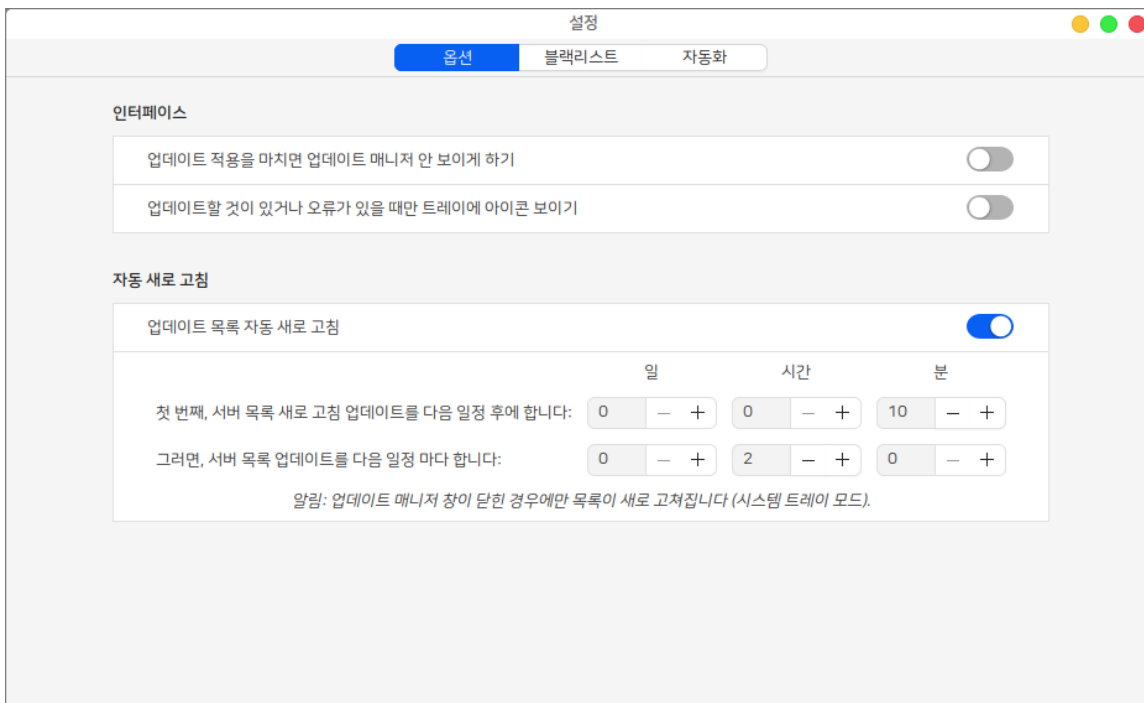 설정
옵션 블랙리스트 자동화
인터페이스
업데이트 적용을 마치면 업데이트 매니저 안 보이게 하기
업데이트할 것이 있거나 오류가 있을 때만 트레이에 아이콘 보이기
자동 새로 고침
업데이트 목록 자동 새로 고침
일 시간 분
첫 번째, 서버 목록 새로 고침 업데이트를 다음 일정 후에 합니다: 0 − + 0 − + 10 − +
그러면, 서버 목록 업데이트를 다음 일정 마다 합니다: 0 − + 2 − + 0 − +
알림: 업데이트 매니저 창이 닫힌 경우에만 목록이 새로 고쳐집니다 (시스템 트레이 모드).